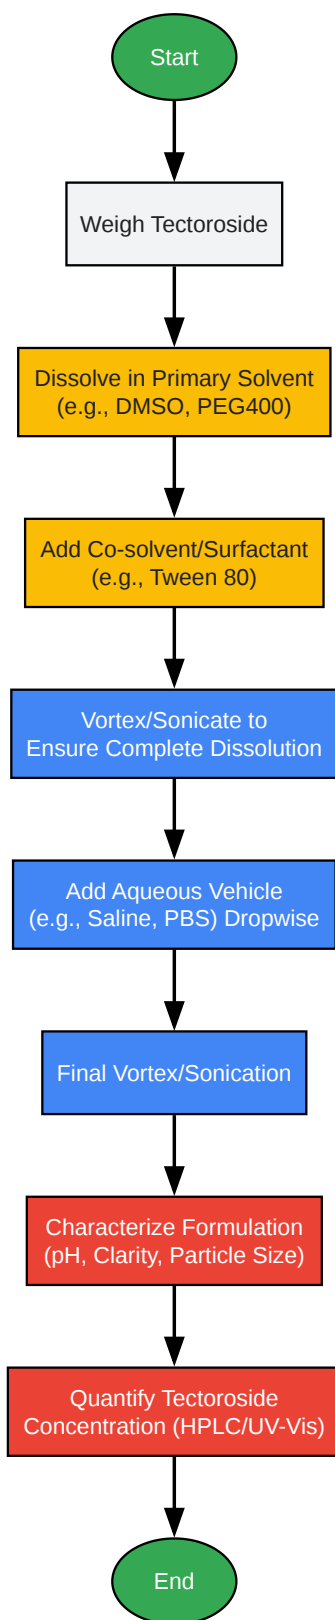 Start
Weigh Tectoroside
Dissolve in Primary Solvent
(e.g., DMSO, PEG400)
Add Co-solvent/Surfactant
(e.g., Tween 80)
Vortex/Sonicate to
Ensure Complete Dissolution
Add Aqueous Vehicle
(e.g., Saline, PBS) Dropwise
Final Vortex/Sonication
Characterize Formulation
(pH, Clarity, Particle Size)
Quantify Tectoroside
Concentration (HPLC/UV-Vis)
End